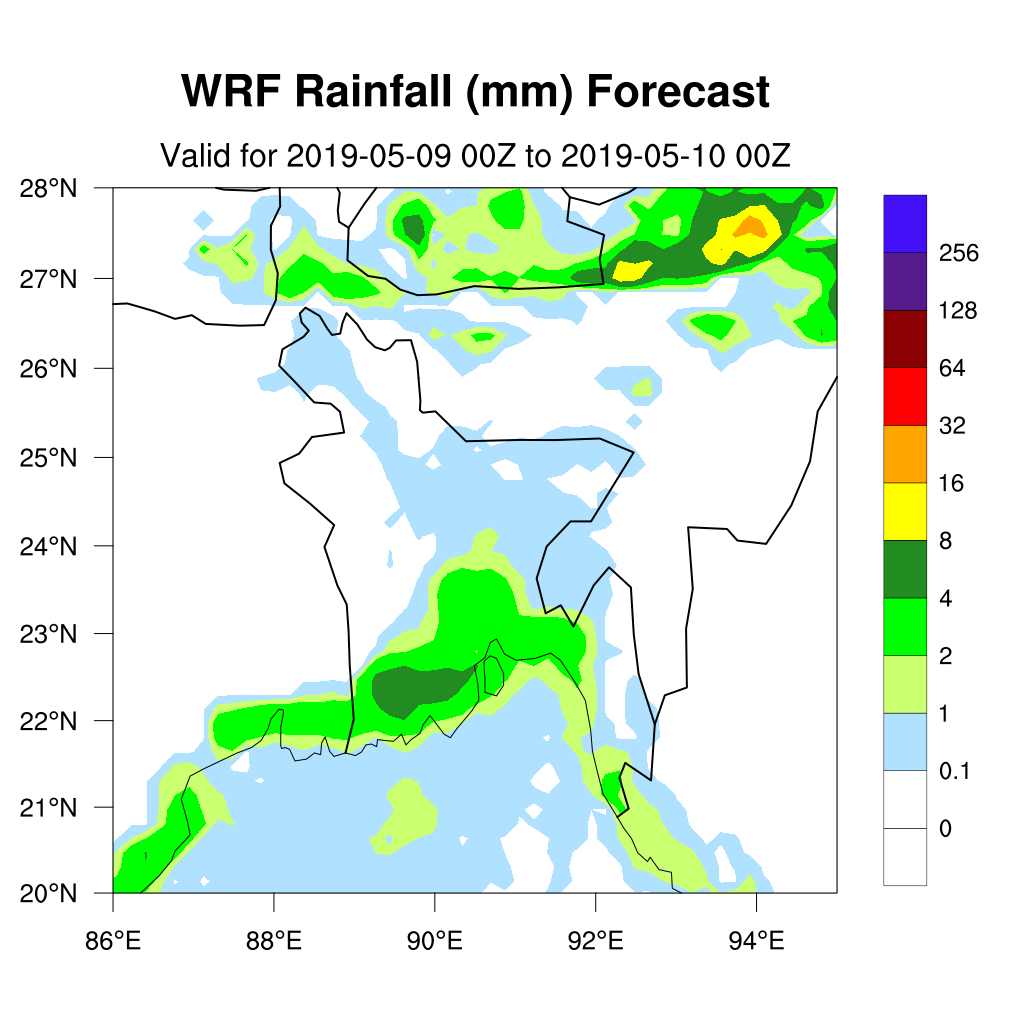 WRF Rainfall (mm) Forecast
Valid for 2019-05-09 00Z to 2019-05-10 00Z
28°N
27°N
26°N
25°N
24°N
23°N
22°N
21°N
20°N
86°E
88°E
90°E
92°E
94°E
256
128
64
32
16
8
4
2
1
0.1
0